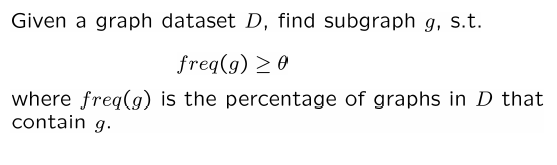 Given a graph dataset D, find subgraph g, s.t.
freq(g) ≥ θ
where freq(g) is the percentage of graphs in D that
contain g.